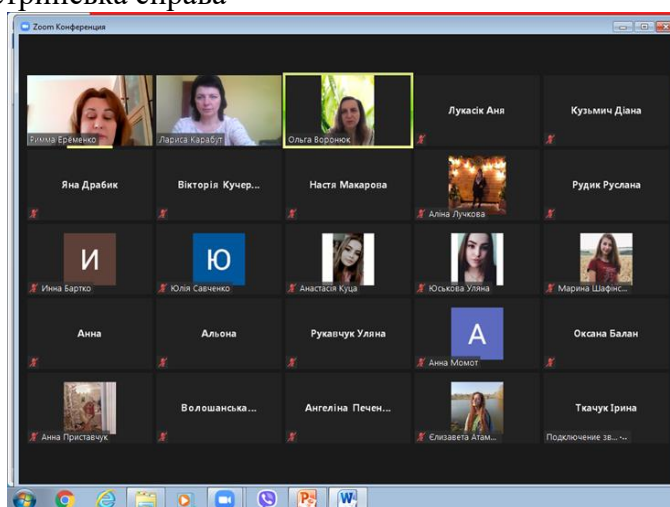 стринська справа
Zoom Конференция
Римма Еременко
Лариса Карабут
Ольга Воронюк
Лукасік Аня
Кузьмич Діана
Яна Драбик
Вікторія Кучер...
Настя Макарова
Аліна Лучкова
Рудик Руслана
И
Инна Бартко
Ю
Юлія Савченко
Анастасія Куца
Юськова Уляна
Марина Шафінс...
Анна
Альона
Рукавчук Уляна
А
Анна Момот
Оксана Балан
Анна Приставчук
Волошанська...
Ангеліна Печен...
Єлизавета Атам...
Ткачук Ірина
Подключение зв...